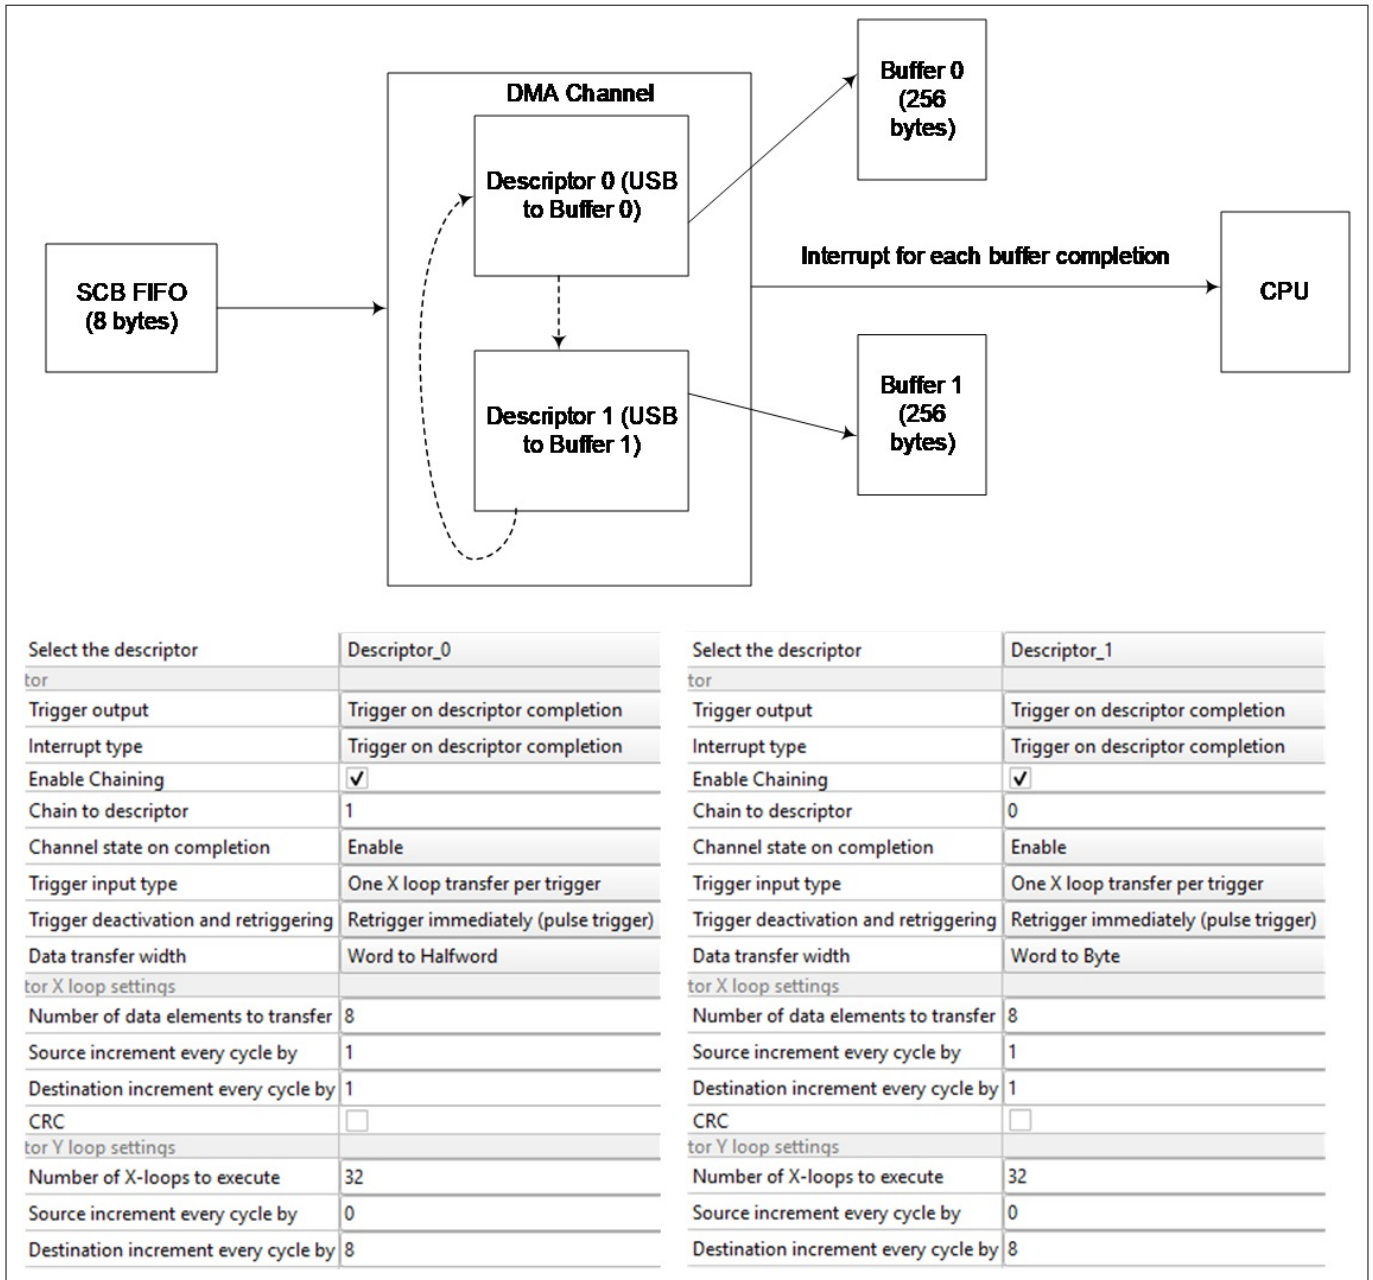 DMA Channel
Buffer 0
(256
bytes)
Descriptor 0 (USB
to Buffer 0)
SCB FIFO
(8 bytes)
Interrupt for each buffer completion
CPU
Descriptor 1 (USB
to Buffer 1)
Buffer 1
(256
bytes)
Select the descriptor Descriptor_0
tor
Trigger output Trigger on descriptor completion
Interrupt type Trigger on descriptor completion
Enable Chaining
Chain to descriptor 1
Channel state on completion Enable
Trigger input type One X loop transfer per trigger
Trigger deactivation and retriggering Retrigger immediately (pulse trigger)
Data transfer width Word to Halfword
tor X loop settings
Number of data elements to transfer 8
Source increment every cycle by 1
Destination increment every cycle by 1
CRC
tor Y loop settings
Number of X-loops to execute 32
Source increment every cycle by 0
Destination increment every cycle by 8
Select the descriptor Descriptor_1
tor
Trigger output Trigger on descriptor completion
Interrupt type Trigger on descriptor completion
Enable Chaining
Chain to descriptor 0
Channel state on completion Enable
Trigger input type One X loop transfer per trigger
Trigger deactivation and retriggering Retrigger immediately (pulse trigger)
Data transfer width Word to Byte
tor X loop settings
Number of data elements to transfer 8
Source increment every cycle by 1
Destination increment every cycle by 1
CRC
tor Y loop settings
Number of X-loops to execute 32
Source increment every cycle by 0
Destination increment every cycle by 8